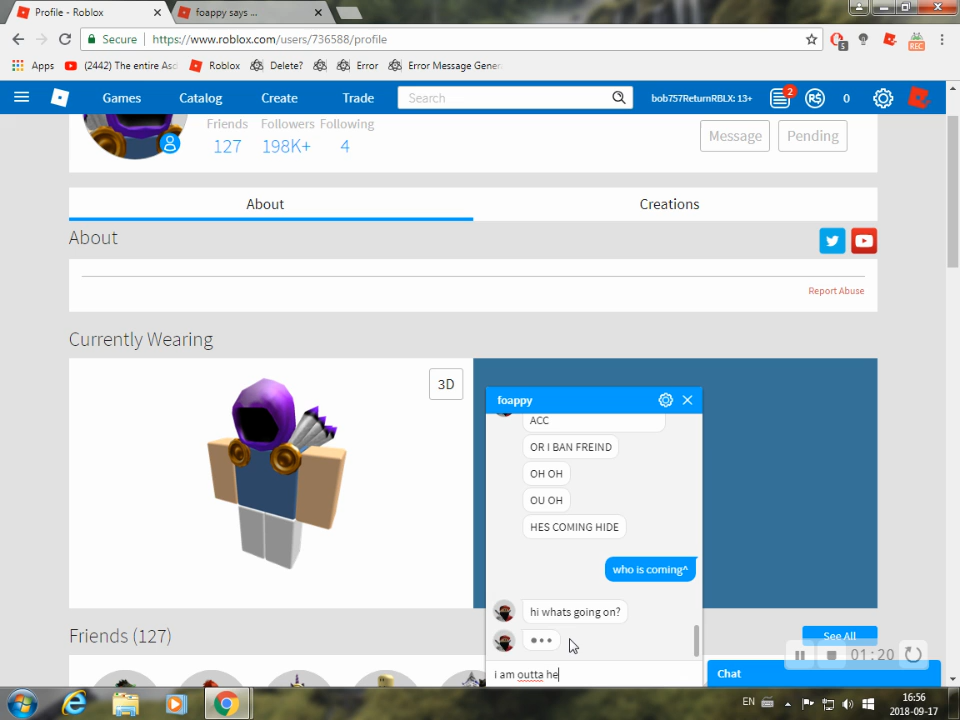 Profile - Roblox
foappy says ...
Secure
https://www.roblox.com/users/736588/profile
5
REC
Apps
(2442) The entire Asc
Roblox
Delete?
Error
Error Message Gener
Games
Catalog
Create
Trade
Search
bob757ReturnRBLX: 13+
2
R$
0
Friends
Followers
Following
127
198K+
4
Message
Pending
About
Creations
About
Report Abuse
Currently Wearing
3D
foappy
ACC
OR I BAN FREIND
OH OH
OU OH
HES COMING HIDE
who is coming^
hi whats going on?
i am outta he
Friends (127)
See All
01:20
Chat
EN
16:56
2018-09-17